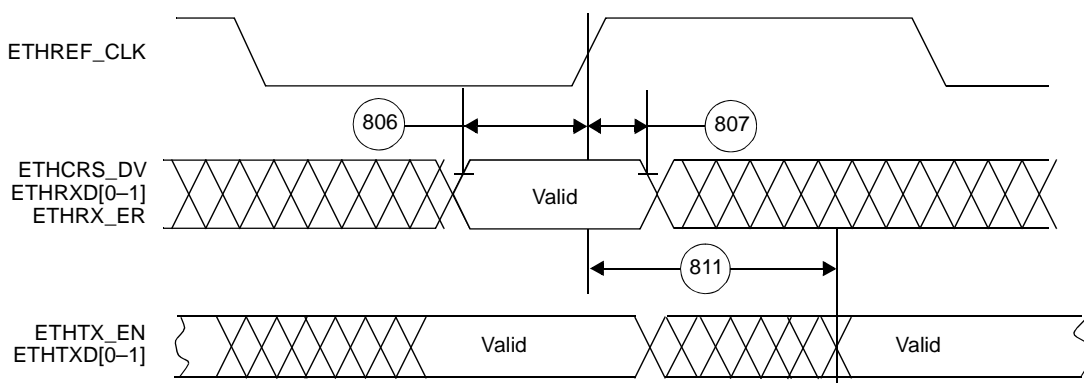 ETHREF_CLK
806
807
ETHCRS_DV
ETHRXD[0–1]
ETHRX_ER
Valid
811
ETHTX_EN
ETHTXD[0–1]
Valid
Valid